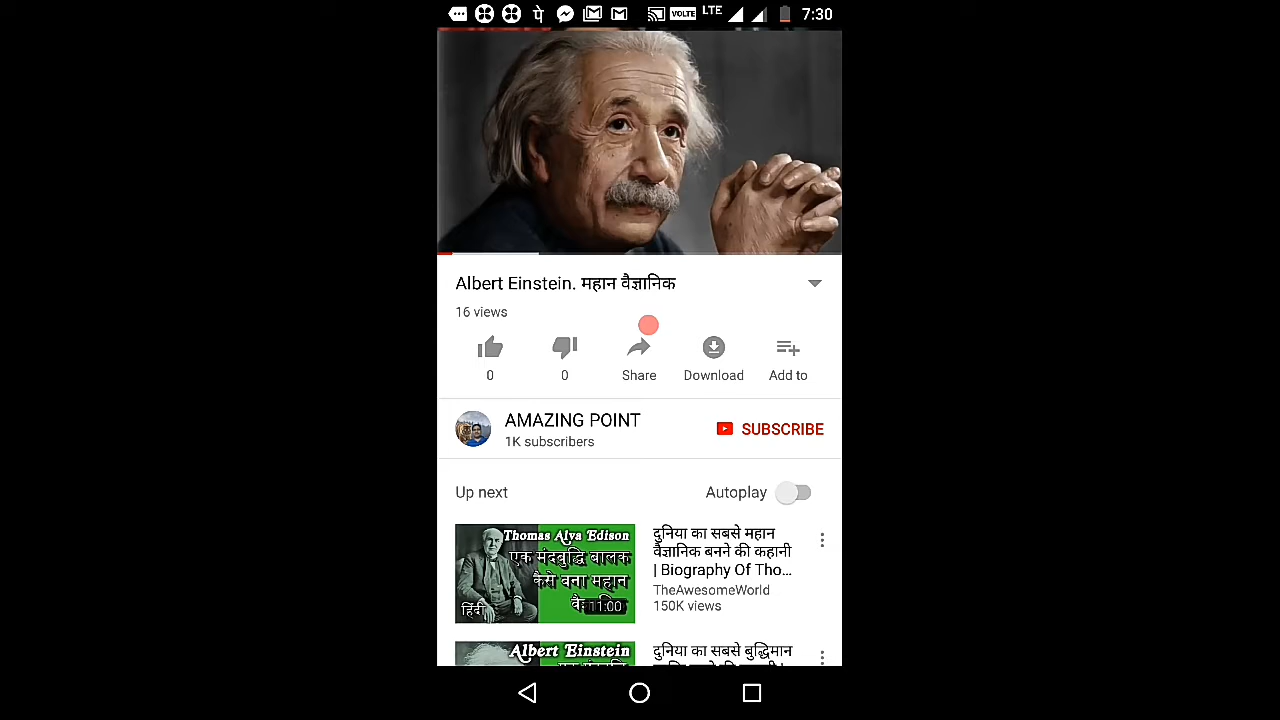 VOLTE LTE 7:30
Albert Einstein. महान वैज्ञानिक
16 views
0 0 Share Download Add to
AMAZING POINT
1K subscribers
SUBSCRIBE
Up next Autoplay
Thomas Alva Edison
एक मंदबुद्धि बालक
कैसे बना महान
हिंदी
11:00
दुनिया का सबसे महान
वैज्ञानिक बनने की कहानी
| Biography Of Tho...
TheAwesomeWorld
150K views
Albert Einstein
दुनिया का सबसे बुद्धिमान